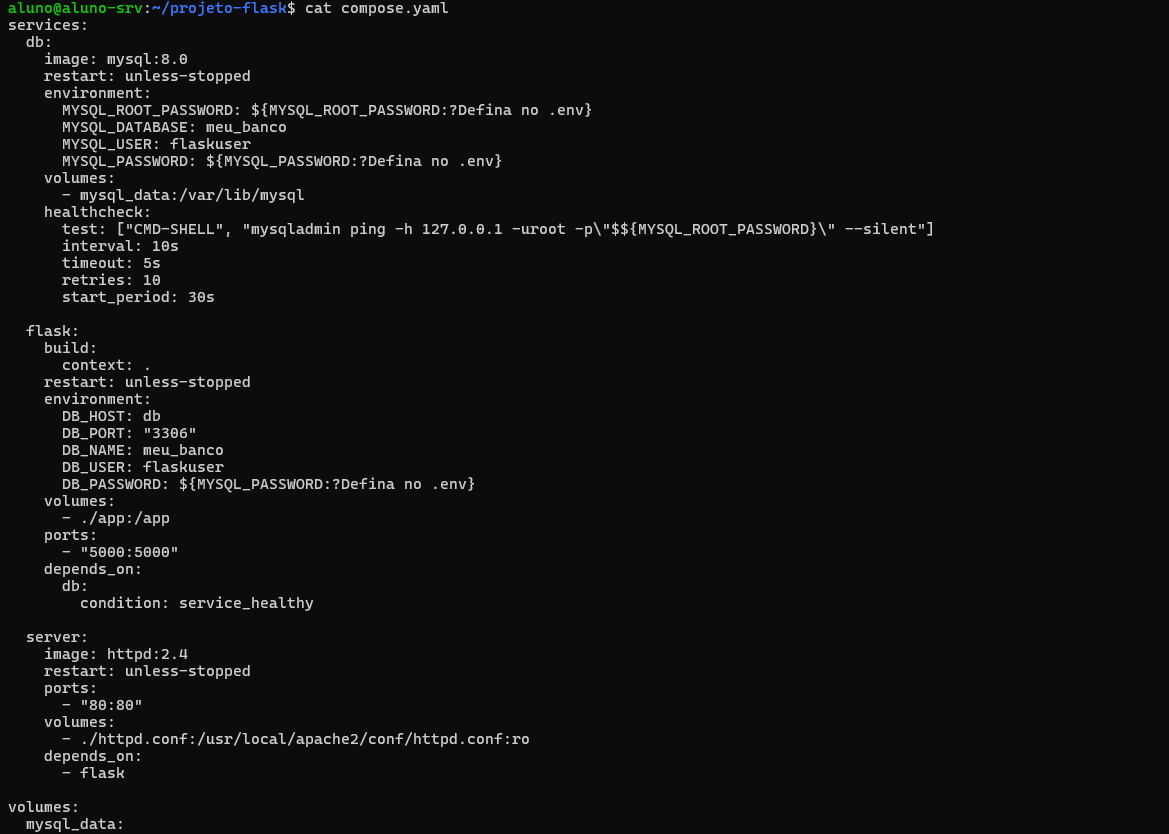 aluno@aluno-srv:~/projeto-flask$ cat compose.yaml
services:
  db:
    image: mysql:8.0
    restart: unless-stopped
    environment:
      MYSQL_ROOT_PASSWORD: ${MYSQL_ROOT_PASSWORD:?Defina no .env}
      MYSQL_DATABASE: meu_banco
      MYSQL_USER: flaskuser
      MYSQL_PASSWORD: ${MYSQL_PASSWORD:?Defina no .env}
    volumes:
      - mysql_data:/var/lib/mysql
    healthcheck:
      test: ["CMD-SHELL", "mysqladmin ping -h 127.0.0.1 -uroot -p\"$${MYSQL_ROOT_PASSWORD}\" --silent"]
      interval: 10s
      timeout: 5s
      retries: 10
      start_period: 30s

  flask:
    build:
      context: .
    restart: unless-stopped
    environment:
      DB_HOST: db
      DB_PORT: "3306"
      DB_NAME: meu_banco
      DB_USER: flaskuser
      DB_PASSWORD: ${MYSQL_PASSWORD:?Defina no .env}
    volumes:
      - ./app:/app
    ports:
      - "5000:5000"
    depends_on:
      db:
        condition: service_healthy

  server:
    image: httpd:2.4
    restart: unless-stopped
    ports:
      - "80:80"
    volumes:
      - ./httpd.conf:/usr/local/apache2/conf/httpd.conf:ro
    depends_on:
      - flask

volumes:
  mysql_data: